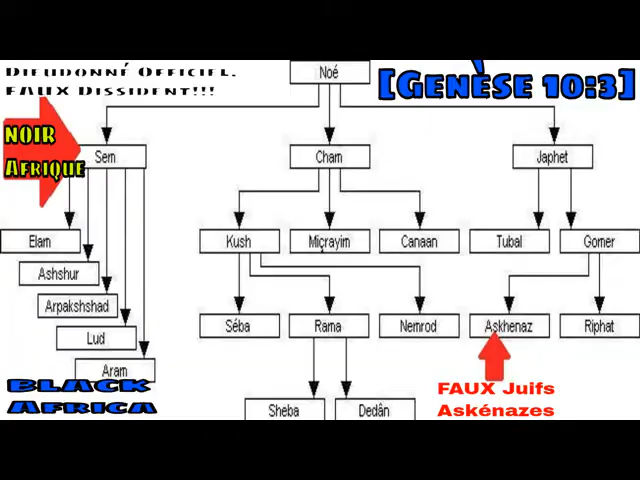 Dieudonné Officiel.
FAUX Dissident!!!
[Genèse 10:3]
Noé
NOIR
Afrique
Sem
Cham
Japhet
Elam
Kush
Miçrayim
Canaan
Tubal
Gomer
Ashshur
Arpakshshad
Lud
Aram
Séba
Rama
Nemrod
Askhenaz
Riphat
BLACK
Africa
FAUX Juifs
Askénazes
Sheba
Dedân